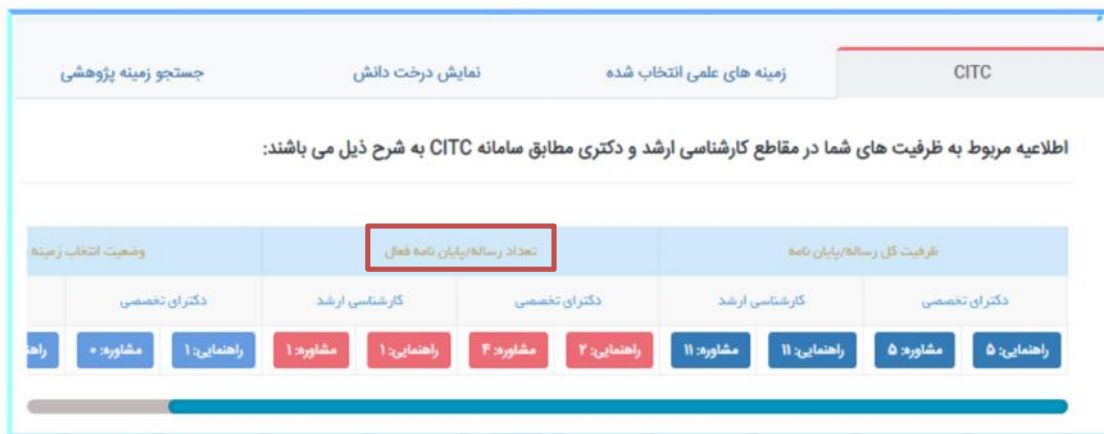 CITC زمینه های علمی انتخاب شده نمایش درخت دانش جستجو زمینه پژوهشی
اطلاعیه مربوط به ظرفیت های شما در مقاطع کارشناسی ارشد و دکتری مطابق سامانه CITC به شرح ذیل می باشند:
ظرفیت کل رساله/پایان نامه تعداد رساله/پایان نامه فعال وضعیت انتخاب زمینه
دکترای تخصصی کارشناسی ارشد دکترای تخصصی کارشناسی ارشد دکترای تخصصی
راهنمایی: ۵ مشاوره: ۵ راهنمایی: ۱۱ مشاوره: ۱۱ راهنمایی: ۲ مشاوره: ۴ راهنمایی: ۱ مشاوره: ۱ راهنمایی: ۱ مشاوره: ۰